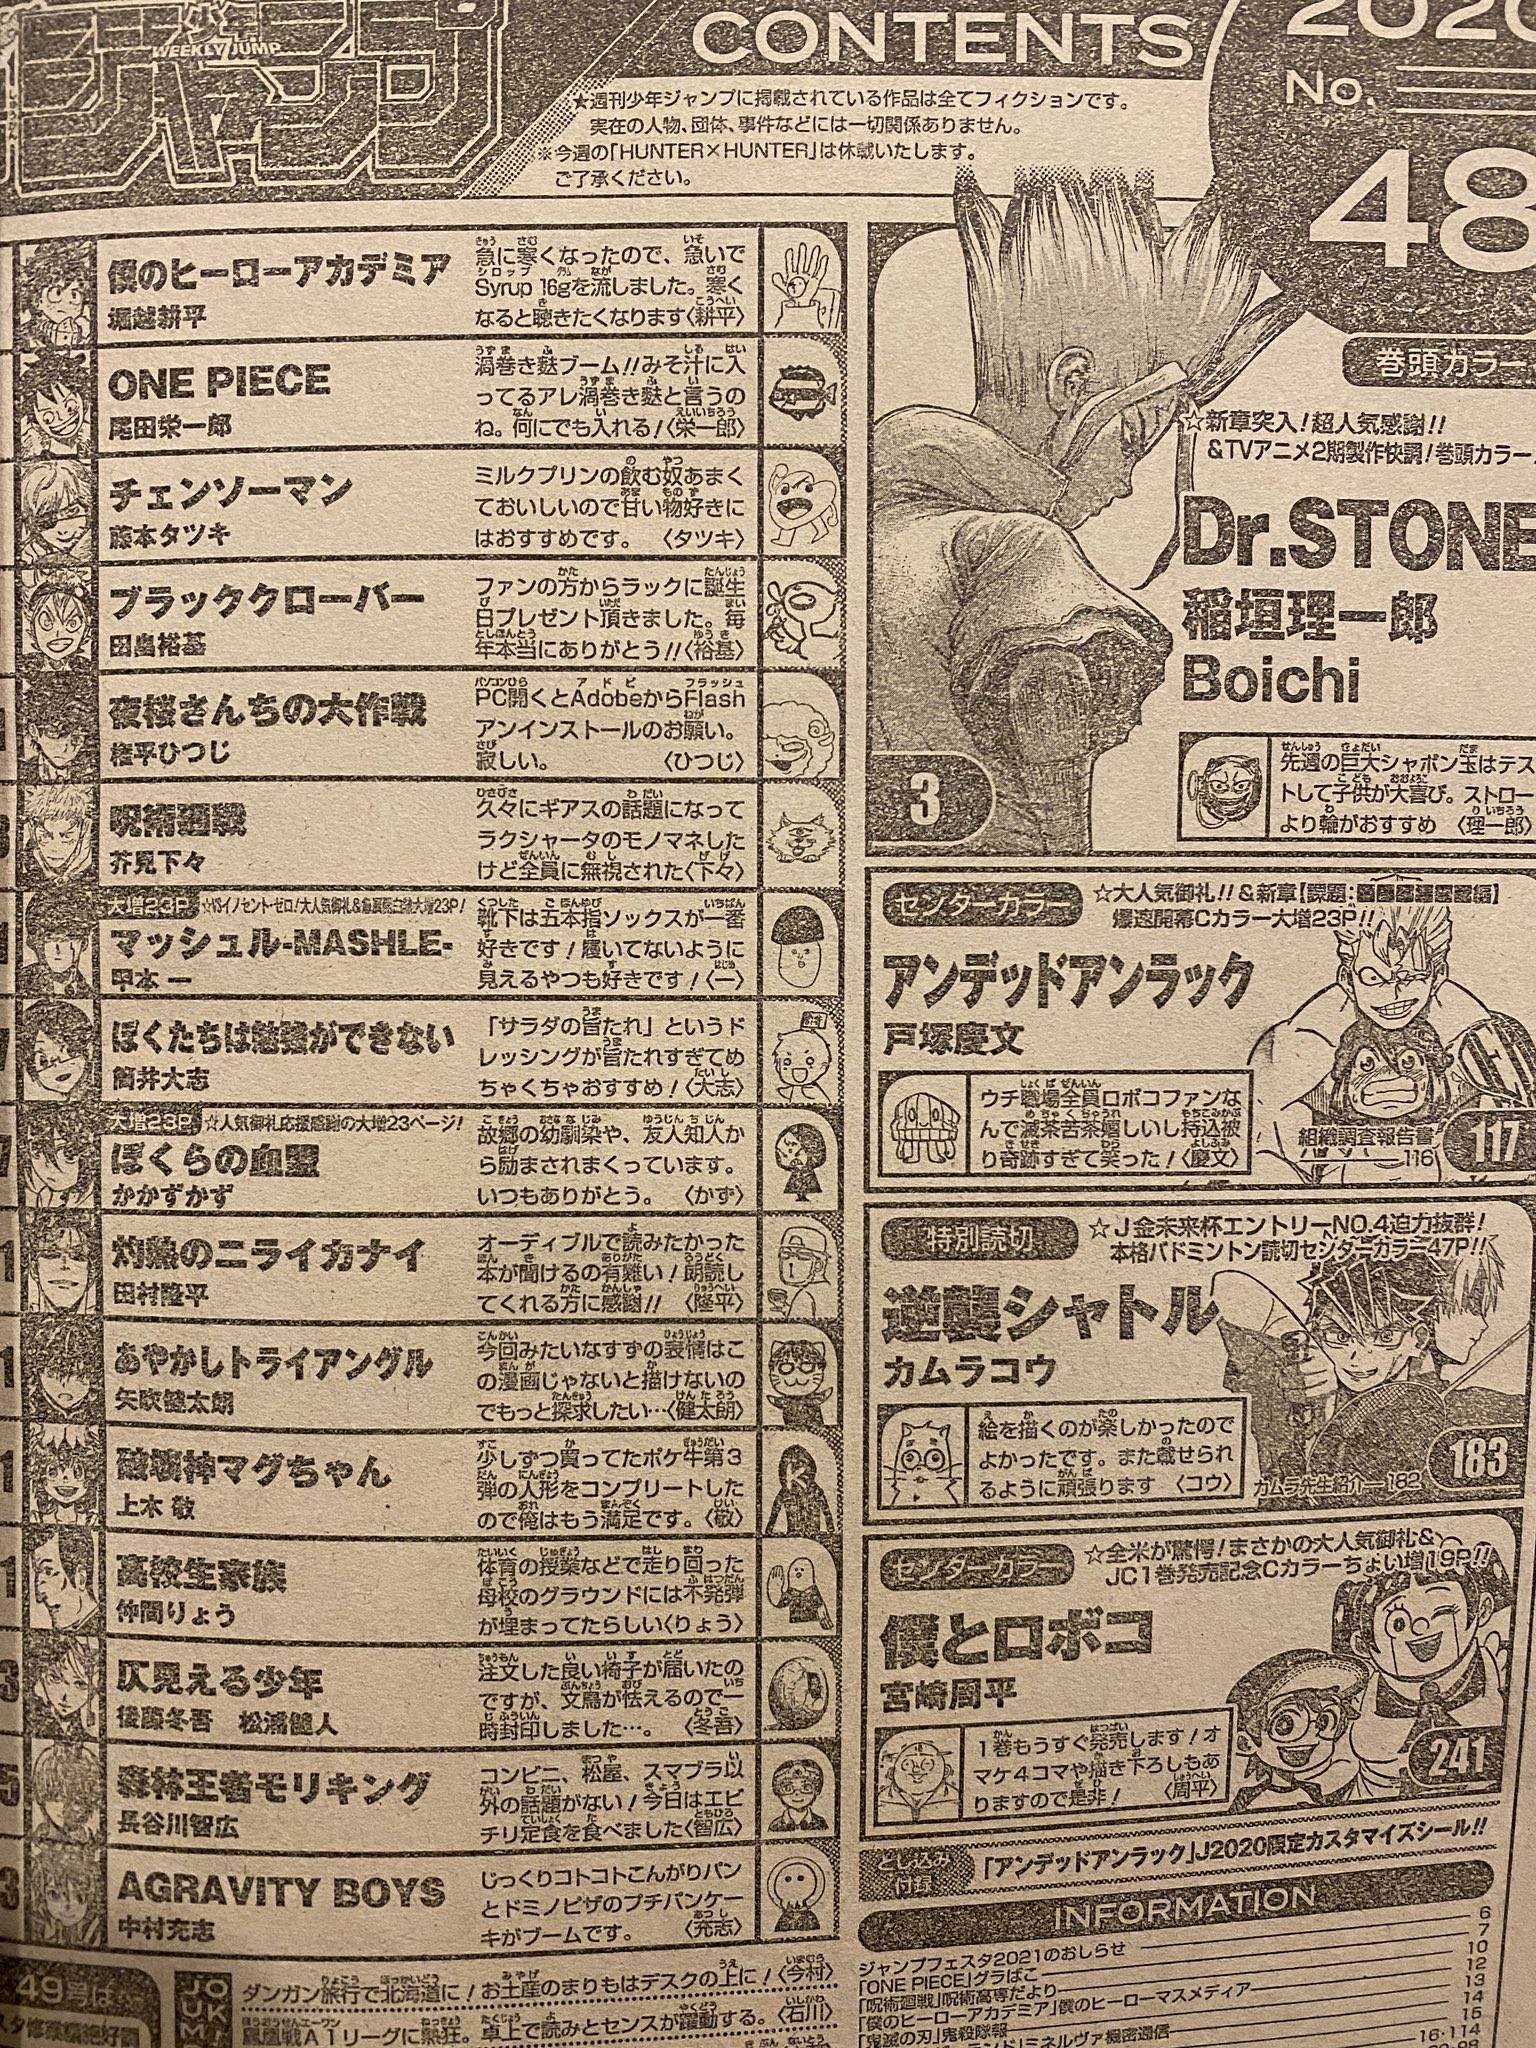 少年
WEEKLY JUMP
ジャンプ
CONTENTS
No.
48
★週刊少年ジャンプに掲載されている作品は全てフィクションです。
実在の人物、団体、事件などには一切関係ありません。
※今週の「HUNTER×HUNTER」は休載いたします。
ご了承ください。
僕のヒーローアカデミア
堀越耕平
急に寒くなったので、急いで
Syrup 16gを流しました。寒く
なると聴きたくなります〈耕平〉
ONE PIECE
尾田栄一郎
渦巻き麩ブーム!!みそ汁に入
ってるアレ渦巻き麩と言うの
ね。何にでも入れる!〈栄一郎〉
チェンソーマン
藤本タツキ
ミルクプリンの飲む奴あまく
ておいしいので甘い物好きに
はおすすめです。〈タツキ〉
ブラッククローバー
田畠裕基
ファンの方からラックに誕生
日プレゼント頂きました。毎
年本当にありがとう!!〈裕基〉
夜桜さんちの大作戦
権平ひつじ
PC開くとAdobeからFlash
アンインストールのお願い。
寂しい。〈ひつじ〉
呪術廻戦
芥見下々
久々にギアスの話題になって
ラクシャータのモノマネした
けど全員に無視された〈下々〉
大増23P
マッシュル-MASHLE-
甲本 一
靴下は五本指ソックスが一番
好きです!履いてないように
見えるやつも好きです!〈一〉
ぼくたちは勉強ができない
筒井大志
「サラダの旨たれ」というド
レッシングが旨たれすぎてめ
ちゃくちゃおすすめ!〈大志〉
大増23P ☆人気御礼応援感謝の大増23ページ!
ぼくらの血盟
かかずかず
故郷の幼馴染や、友人知人か
ら励まされまくっています。
いつもありがとう。〈かず〉
灼熱のニライカナイ
田村隆平
オーディブルで読みたかった
本が聞けるの有難い!朗読し
てくれる方に感謝!!〈隆平〉
あやかしトライアングル
矢吹健太朗
今回みたいなすずの表情はこ
の漫画じゃないと描けないの
でもっと探求したい…〈健太朗〉
破壊神マグちゃん
上木 敬
少しずつ買ってたポケ牛第3
弾の人形をコンプリートした
ので俺はもう満足です。〈敬〉
高校生家族
仲間りょう
体育の授業などで走り回った
母校のグラウンドには不発弾
が埋まってたらしい〈りょう〉
仄見える少年
後藤冬吾 松浦健人
注文した良い椅子が届いたの
ですが、文鳥が怯えるので一
時封印しました…。〈冬吾〉
森林王者モリキング
長谷川智広
コンビニ、松屋、スマブラ以
外の話題がない!今日はエビ
チリ定食を食べました〈智広〉
AGRAVITY BOYS
中村充志
じっくりコトコトこんがりパン
とドミノピザのプチパンケー
キがブームです。〈充志〉
49号は
ダンガン旅行で北海道に!お土産のまりもはデスクの上に!〈今村〉
鳳凰戦A1リーグに熱狂。卓上で読みとセンスが躍動する。〈石川〉
巻頭カラー
☆新章突入!超人気感謝!!
&TVアニメ2期製作快調!巻頭カラー
Dr.STONE
稲垣理一郎
Boichi
3
先週の巨大シャボン玉はテス
トして子供が大喜び。ストロー
より輪がおすすめ〈理一郎〉
センターカラー
☆大人気御礼!!&新章【課題:■■■■■■■編】
爆速開幕Cカラー大増23P!!
アンデッドアンラック
戸塚慶文
ウチ職場全員ロボコファンな
んで滅茶苦茶嬉しいし持込被
り奇跡すぎて笑った!〈慶文〉
組織調査報告書
116
117
特別読切
☆J金未来杯エントリーNO.4迫力抜群!
本格バドミントン読切センターカラー47P!!
逆襲シャトル
カムラコウ
絵を描くのが楽しかったので
よかったです。また載せられ
るように頑張ります〈コウ〉
カムラ先生紹介―182
183
センターカラー
☆全米が驚愕!まさかの大人気御礼&
JC1巻発売記念Cカラーちょい増19P!!
僕とロボコ
宮崎周平
1巻もうすぐ発売します!オ
マケ4コマや描き下ろしもあ
りますので是非!〈周平〉
241
とじ込み付録
「アンデッドアンラック」J2020限定カスタマイズシール!!
INFORMATION
6
ジャンプフェスタ2021のおしらせ 7
「ONE PIECE」グラばこ 10
「呪術廻戦」呪術高専だより 12
「僕のヒーローアカデミア」僕のヒーローマスメディア 13
「鬼滅の刃」鬼殺隊報 14
ミネルヴァ機密通信 15
16・114